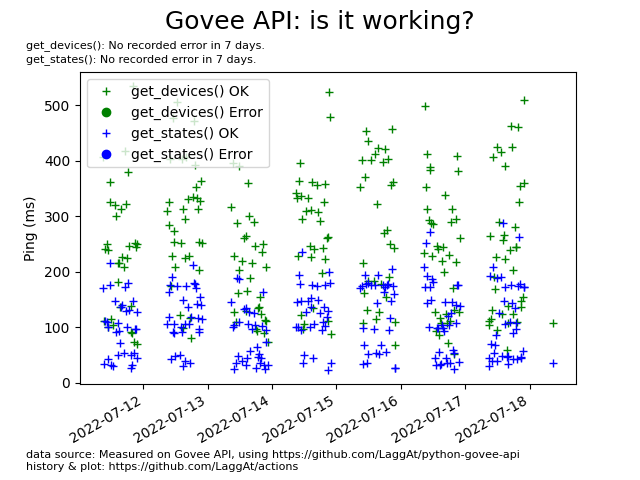 Govee API: is it working?
get_devices(): No recorded error in 7 days.
get_states(): No recorded error in 7 days.
get_devices() OK
get_devices() Error
get_states() OK
get_states() Error
Ping (ms)
500
400
300
200
100
0
2022-07-12
2022-07-13
2022-07-14
2022-07-15
2022-07-16
2022-07-17
2022-07-18
data source: Measured on Govee API, using https://github.com/LaggAt/python-govee-api
history & plot: https://github.com/LaggAt/actions